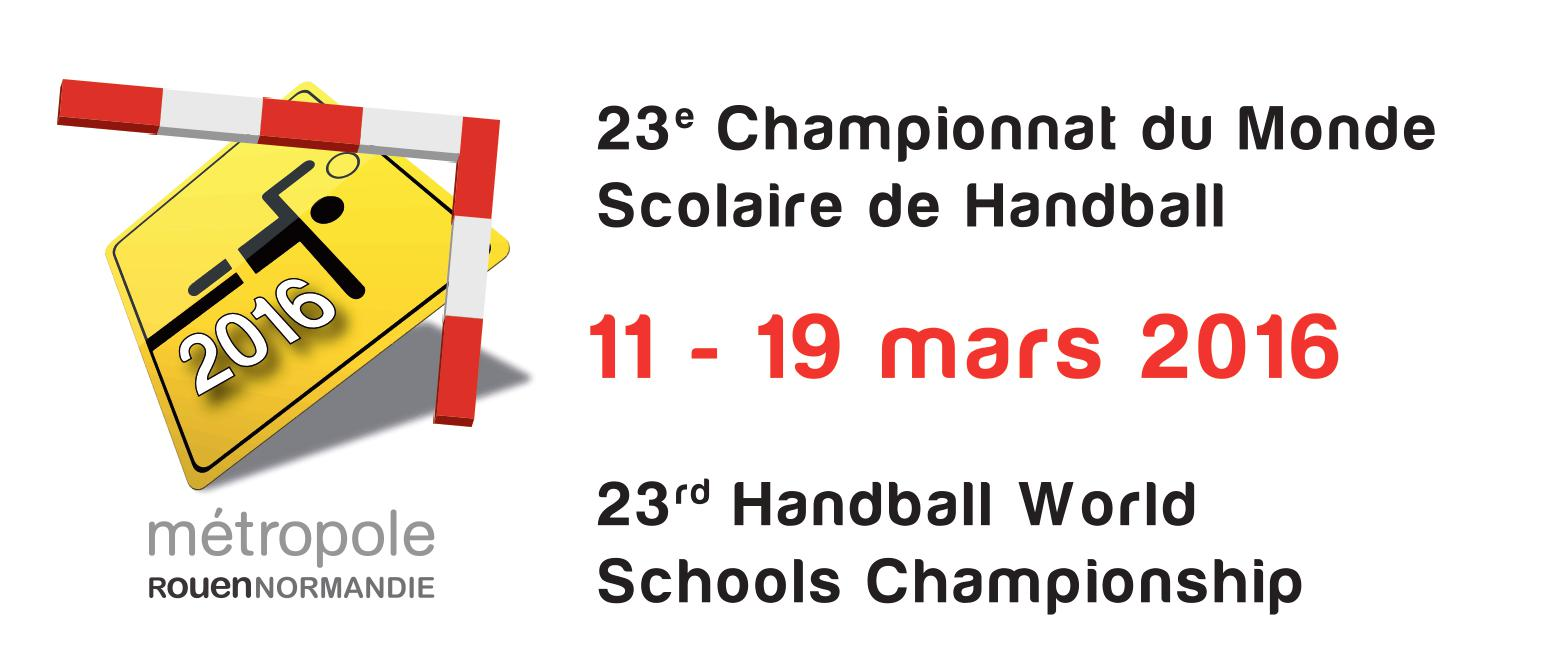 2016
métropole
RouenNORMANDIE
23e Championnat du Monde
Scolaire de Handball
11 - 19 mars 2016
23rd Handball World
Schools Championship